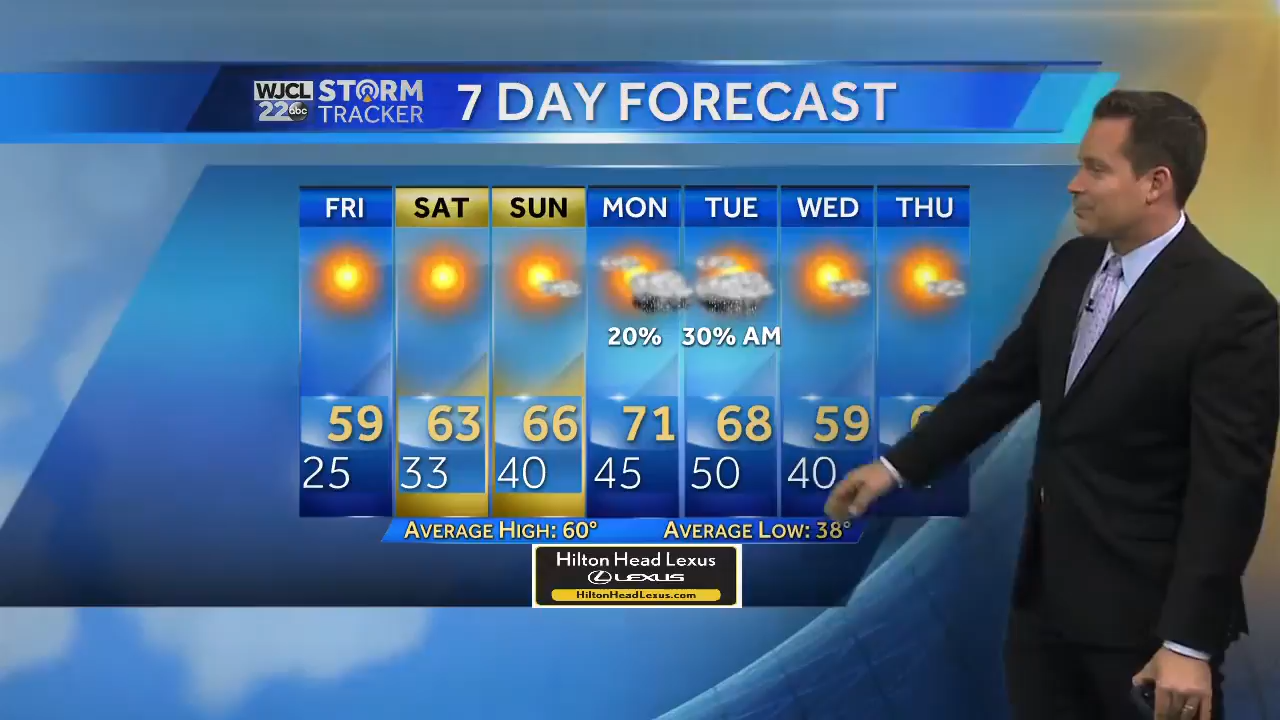 WJCL STORM 7 DAY FORECAST
22 abc TRACKER
FRI SAT SUN MON TUE WED THU
20% 30% AM
59 63 66 71 68 59
25 33 40 45 50 40
AVERAGE HIGH: 60° AVERAGE LOW: 38°
Hilton Head Lexus
LEXUS
HiltonHeadLexus.com